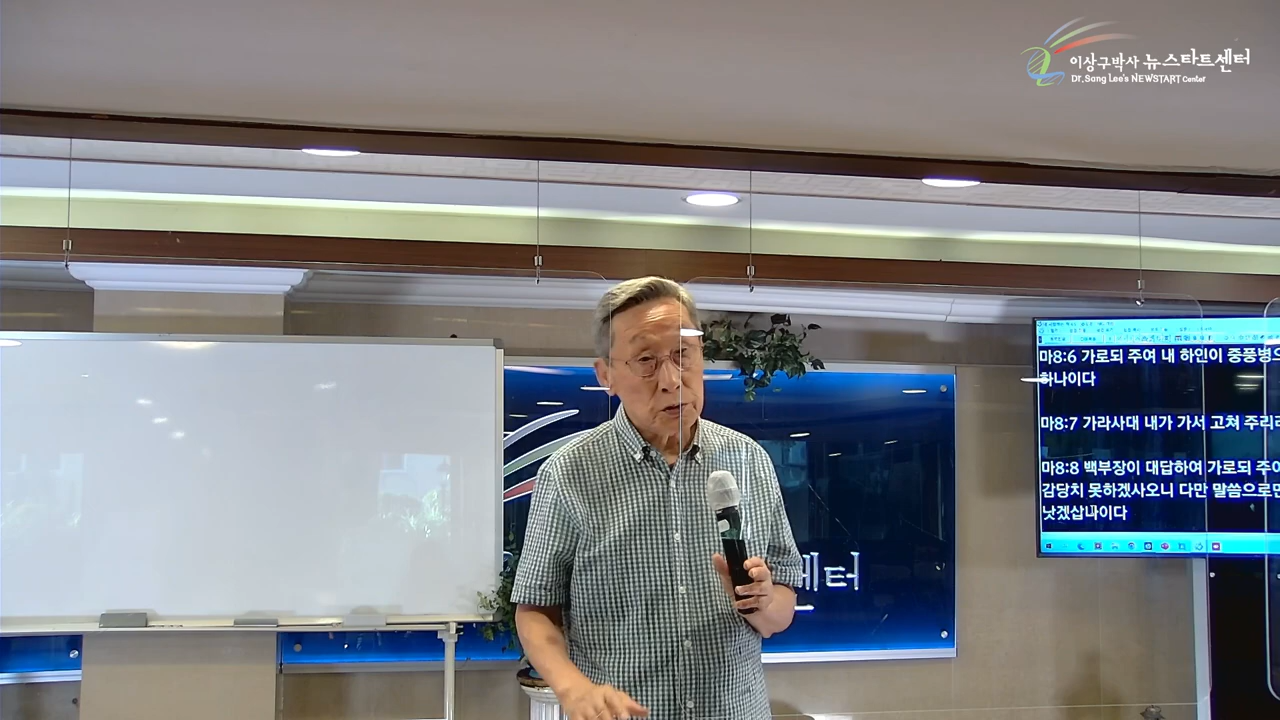 이상구박사 뉴스타트센터
Dr. Sang Lee's NEWSTART Center
마8:6 가로되 주여 내 하인이 중풍병으
하나이다
마8:7 가라사대 내가 가서 고쳐 주리라
마8:8 백부장이 대답하여 가로되 주여
감당치 못하겠사오니 다만 말씀으로만
낫겠삽나이다
센터